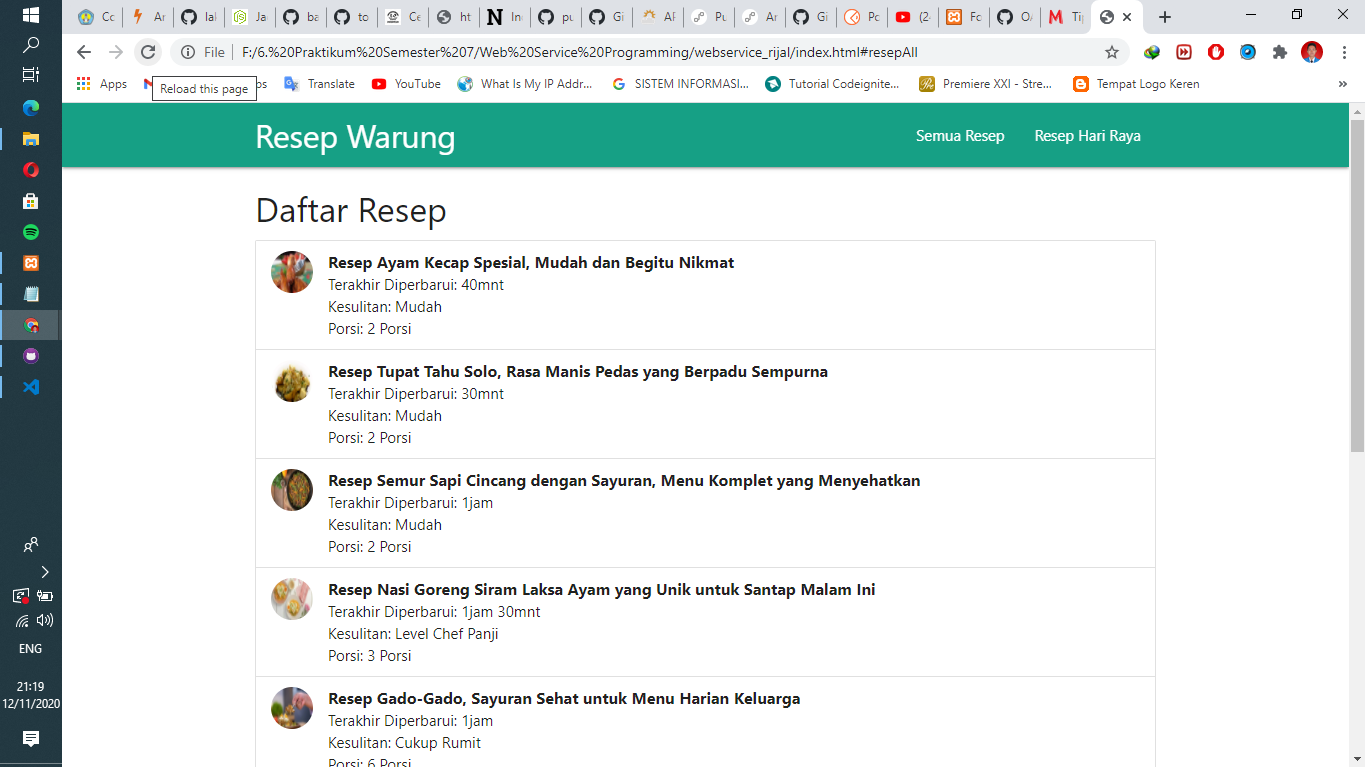 Cc
Ar
lal
Ja
ba
to
Ce
ht
In
pu
Gi
AF
Pu
Ar
Gi
Pc
(2
Fc
OA
Tip
File
F:/6.%20Praktikum%20Semester%207/Web%20Service%20Programming/webservice_rijal/index.html#resepAll
Apps
Translate
YouTube
What Is My IP Addr...
SISTEM INFORMASI...
Tutorial Codeignite...
Premiere XXI - Stre...
Tempat Logo Keren
»
Reload this page
Resep Warung
Semua Resep
Resep Hari Raya
Daftar Resep
Resep Ayam Kecap Spesial, Mudah dan Begitu Nikmat
Terakhir Diperbarui: 40mnt
Kesulitan: Mudah
Porsi: 2 Porsi
Resep Tupat Tahu Solo, Rasa Manis Pedas yang Berpadu Sempurna
Terakhir Diperbarui: 30mnt
Kesulitan: Mudah
Porsi: 2 Porsi
Resep Semur Sapi Cincang dengan Sayuran, Menu Komplet yang Menyehatkan
Terakhir Diperbarui: 1jam
Kesulitan: Mudah
Porsi: 2 Porsi
Resep Nasi Goreng Siram Laksa Ayam yang Unik untuk Santap Malam Ini
Terakhir Diperbarui: 1jam 30mnt
Kesulitan: Level Chef Panji
Porsi: 3 Porsi
Resep Gado-Gado, Sayuran Sehat untuk Menu Harian Keluarga
Terakhir Diperbarui: 1jam
Kesulitan: Cukup Rumit
Porsi: 6 Porsi
ENG
21:19
12/11/2020